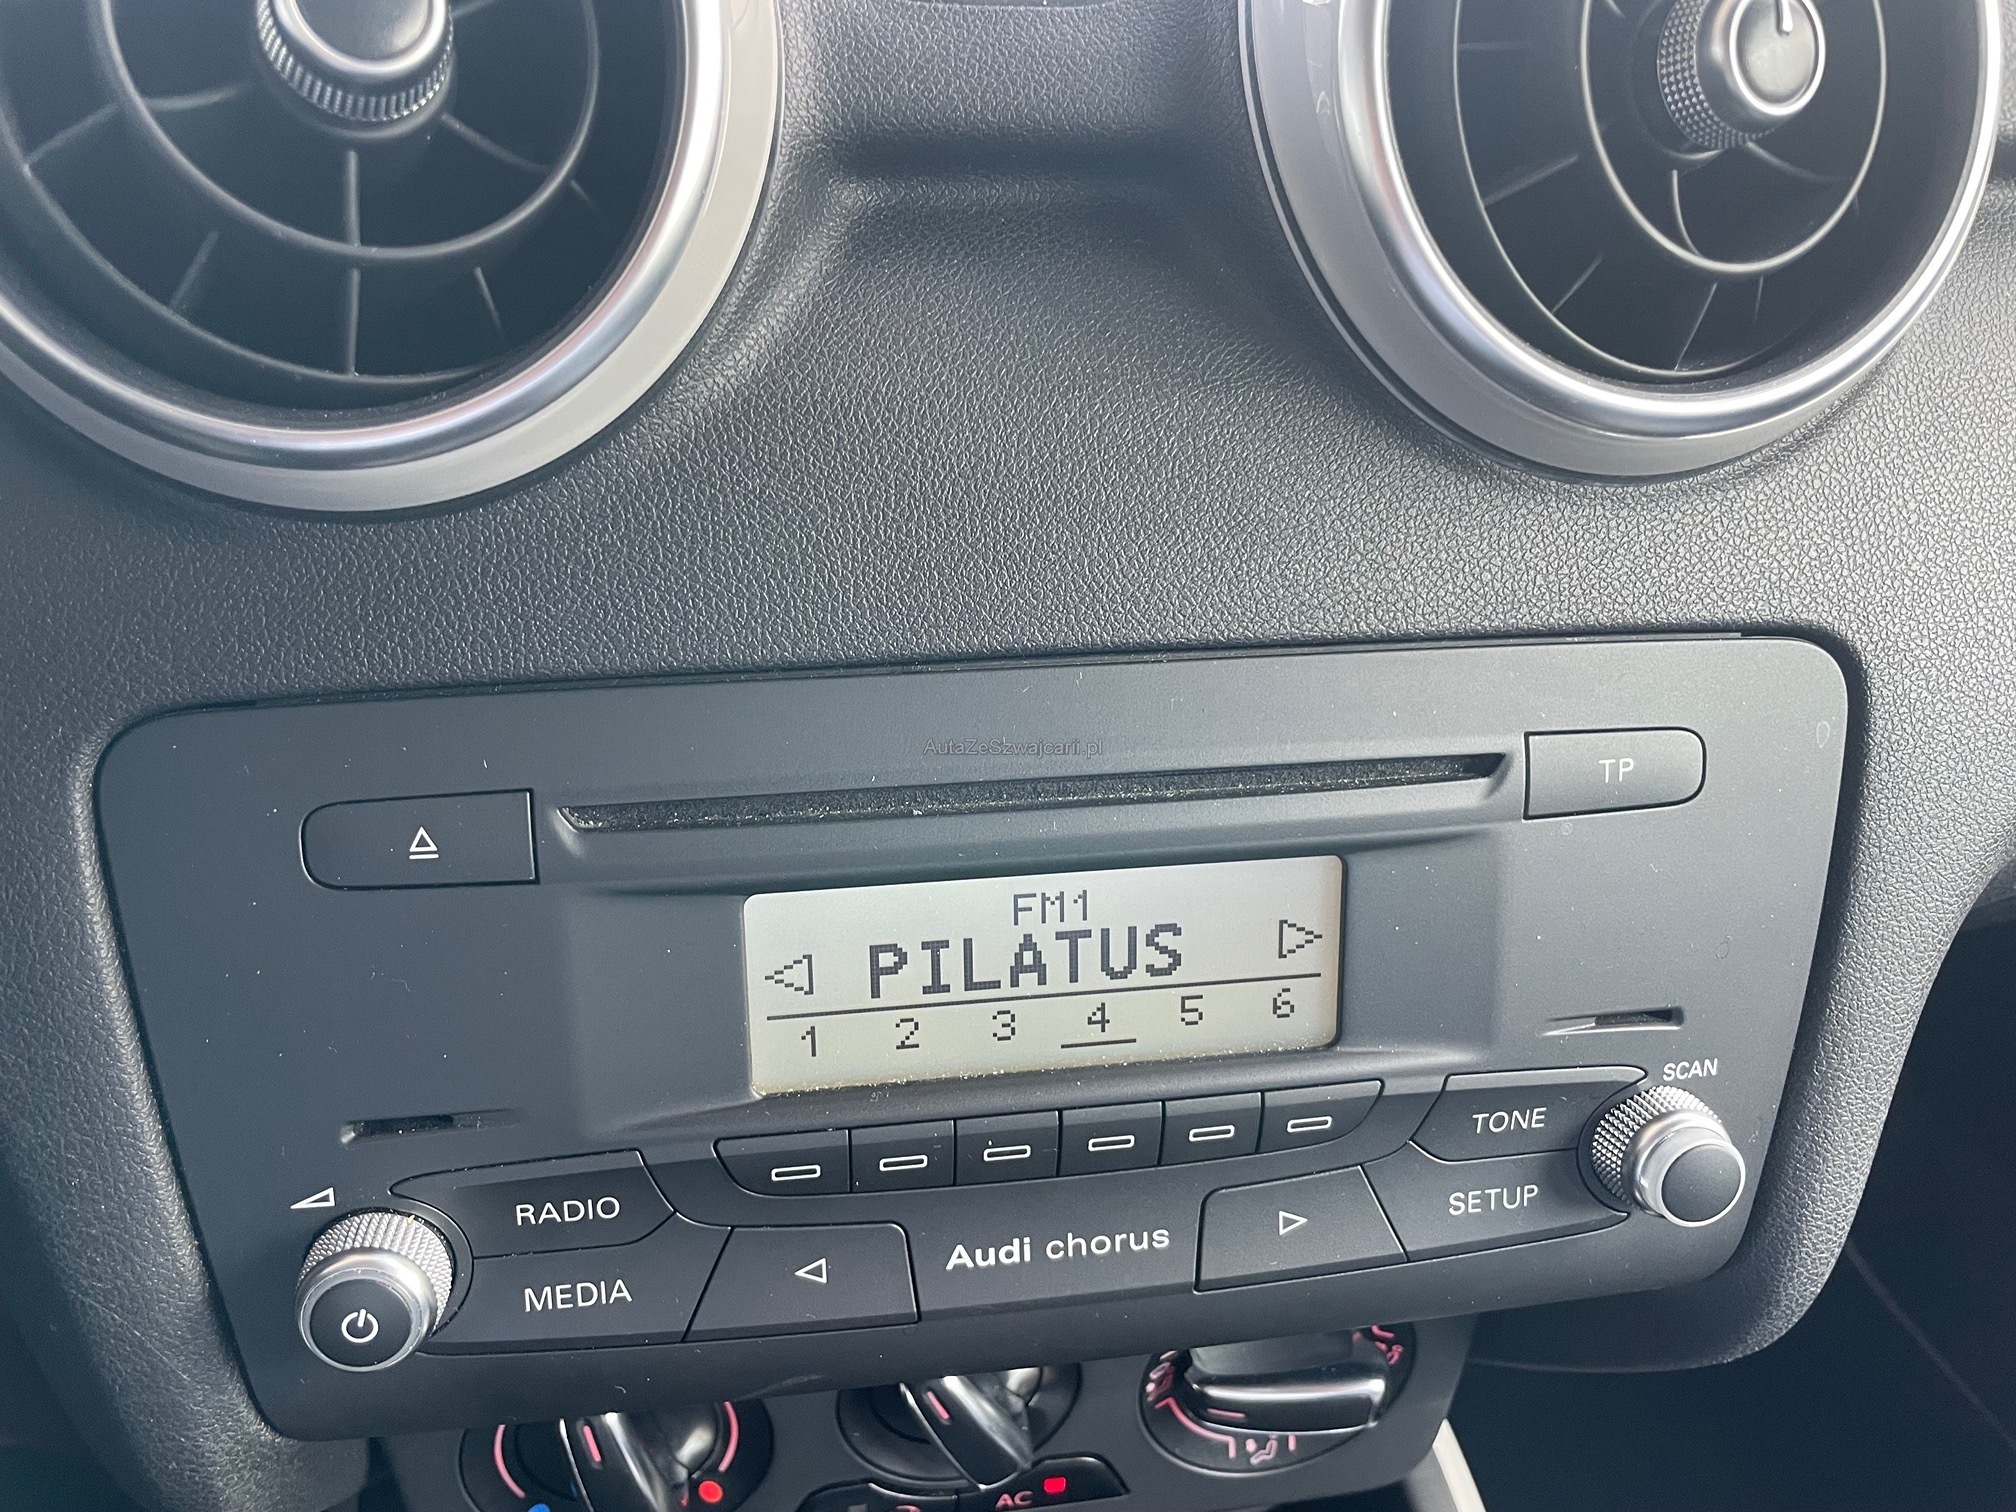 AutaZeSzwajcarii.pl
TP
FM1
PILATUS
1 2 3 4 5 6
SCAN
TONE
RADIO
SETUP
Audi chorus
MEDIA
AC